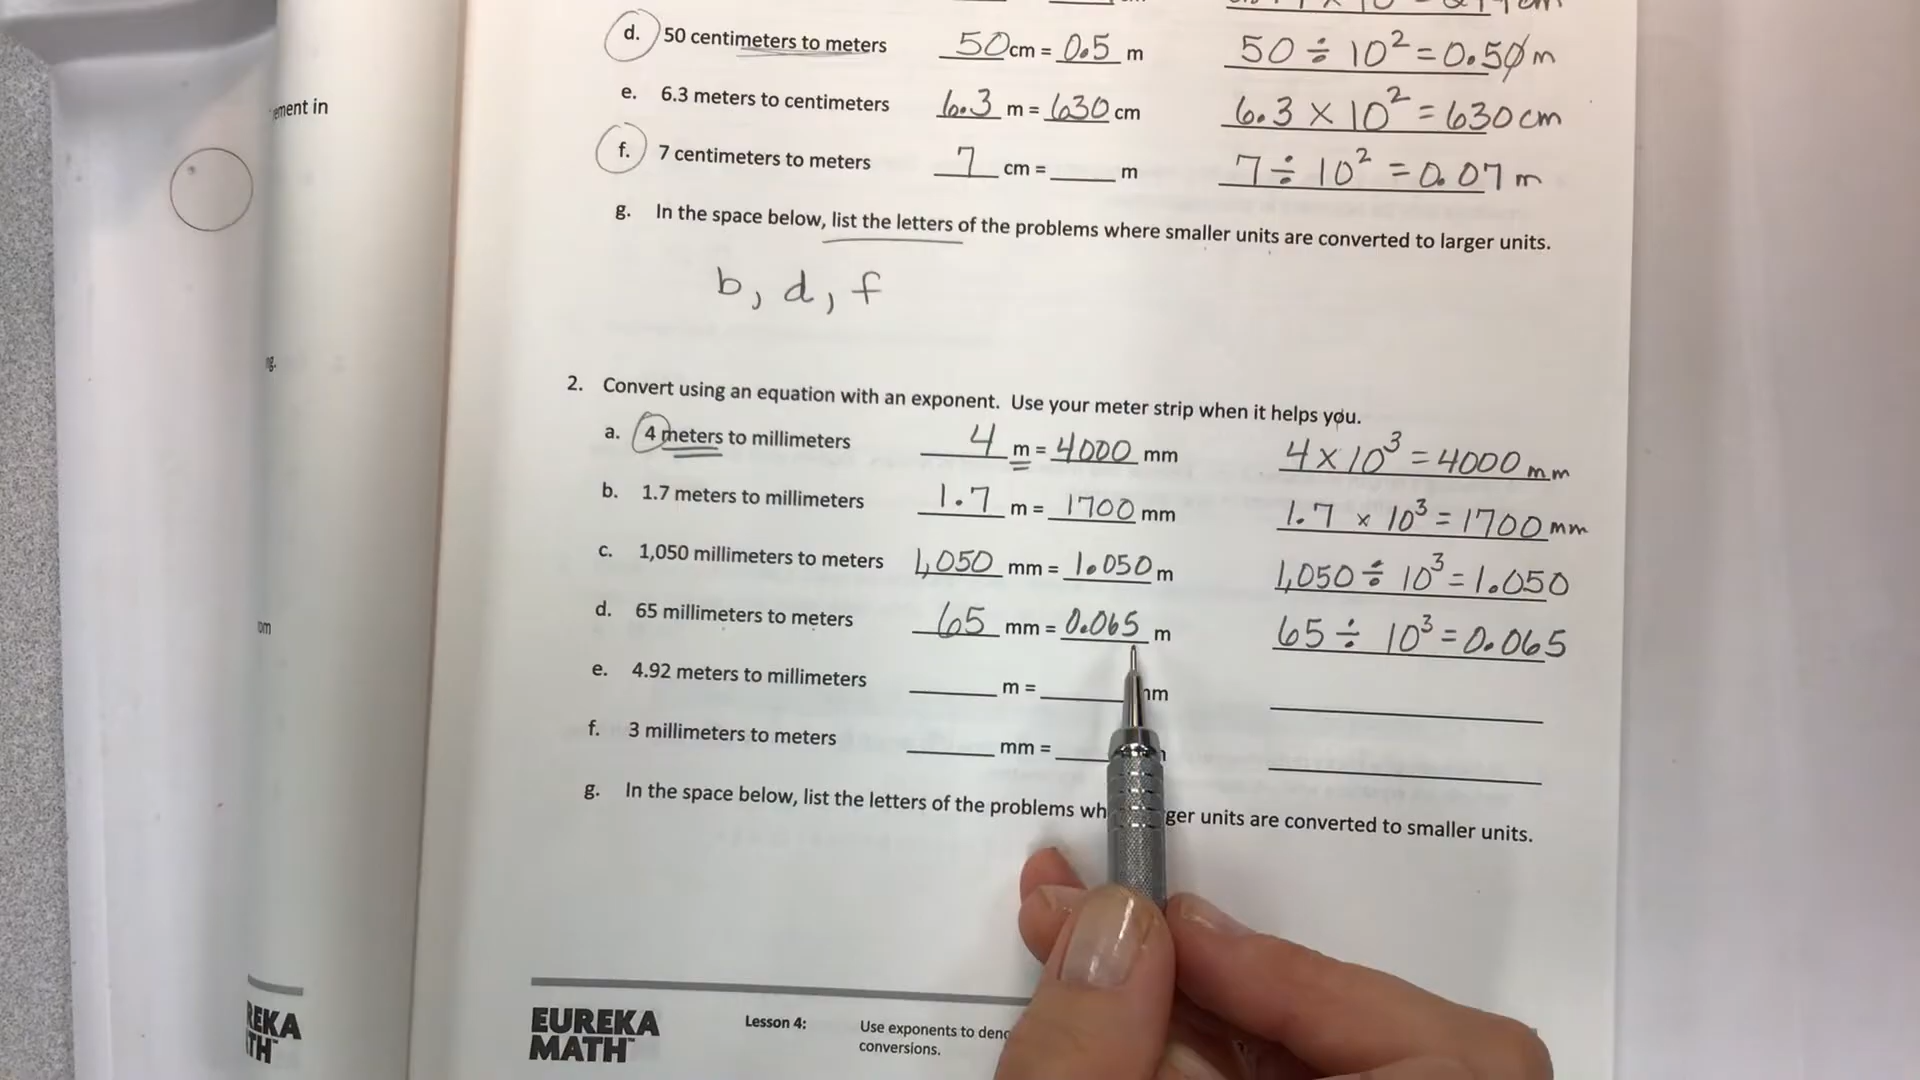 d. 50 centimeters to meters 50 cm = 0.5 m 50 ÷ 10² = 0.50 m
e. 6.3 meters to centimeters 6.3 m = 630 cm 6.3 × 10² = 630 cm
f. 7 centimeters to meters 7 cm = ____ m 7 ÷ 10² = 0.07 m
g. In the space below, list the letters of the problems where smaller units are converted to larger units.
b, d, f
2. Convert using an equation with an exponent. Use your meter strip when it helps you.
a. 4 meters to millimeters 4 m = 4000 mm 4 × 10³ = 4000 mm
b. 1.7 meters to millimeters 1.7 m = 1700 mm 1.7 × 10³ = 1700 mm
c. 1,050 millimeters to meters 1,050 mm = 1.050 m 1,050 ÷ 10³ = 1.050
d. 65 millimeters to meters 65 mm = 0.065 m 65 ÷ 10³ = 0.065
e. 4.92 meters to millimeters ____ m = ____
f. 3 millimeters to meters ____ mm = ____
g. In the space below, list the letters of the problems units are converted to smaller units.
EUREKA
MATH™
Lesson 4:
Use exponents to
conversions.
ement in